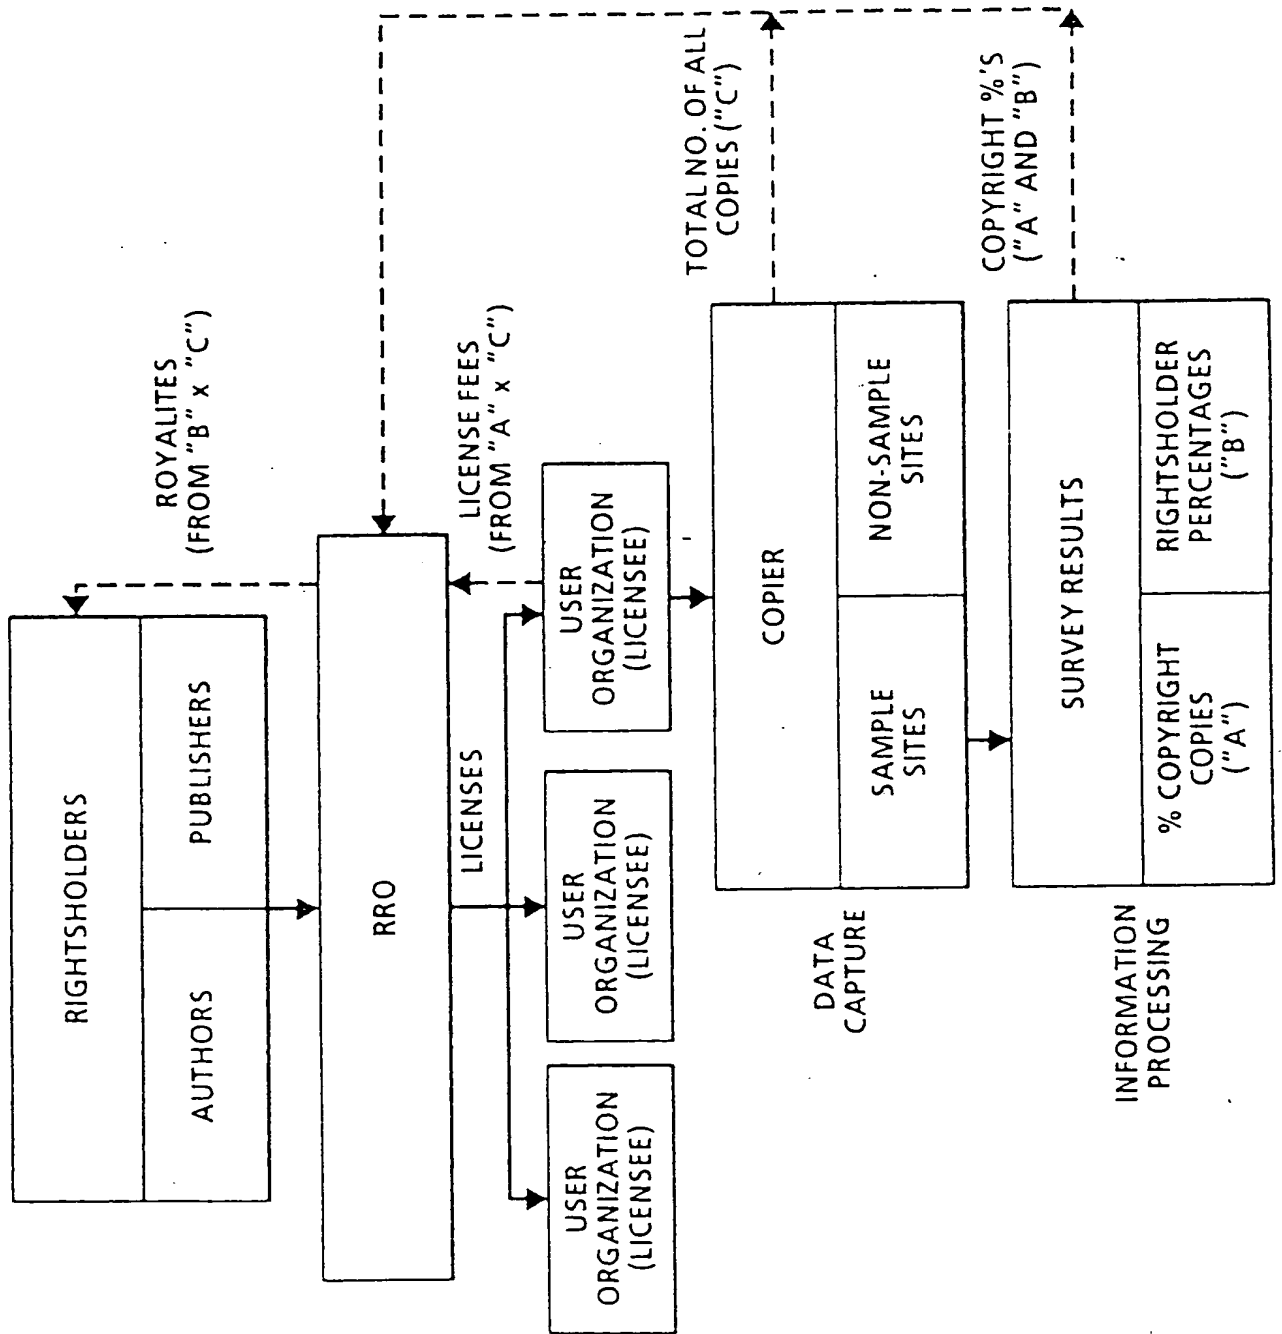 RIGHTSHOLDERS
AUTHORS
PUBLISHERS
ROYALITES
(FROM "B" x "C")
RRO
LICENSES
LICENSE FEES
(FROM "A" x "C")
USER
ORGANIZATION
(LICENSEE)
USER
ORGANIZATION
(LICENSEE)
USER
ORGANIZATION
(LICENSEE)
DATA
CAPTURE
COPIER
SAMPLE
SITES
NON-SAMPLE
SITES
TOTAL NO. OF ALL
COPIES ("C")
INFORMATION
PROCESSING
SURVEY RESULTS
% COPYRIGHT
COPIES
("A")
RIGHTSHOLDER
PERCENTAGES
("B")
COPYRIGHT %'S
("A" AND "B")